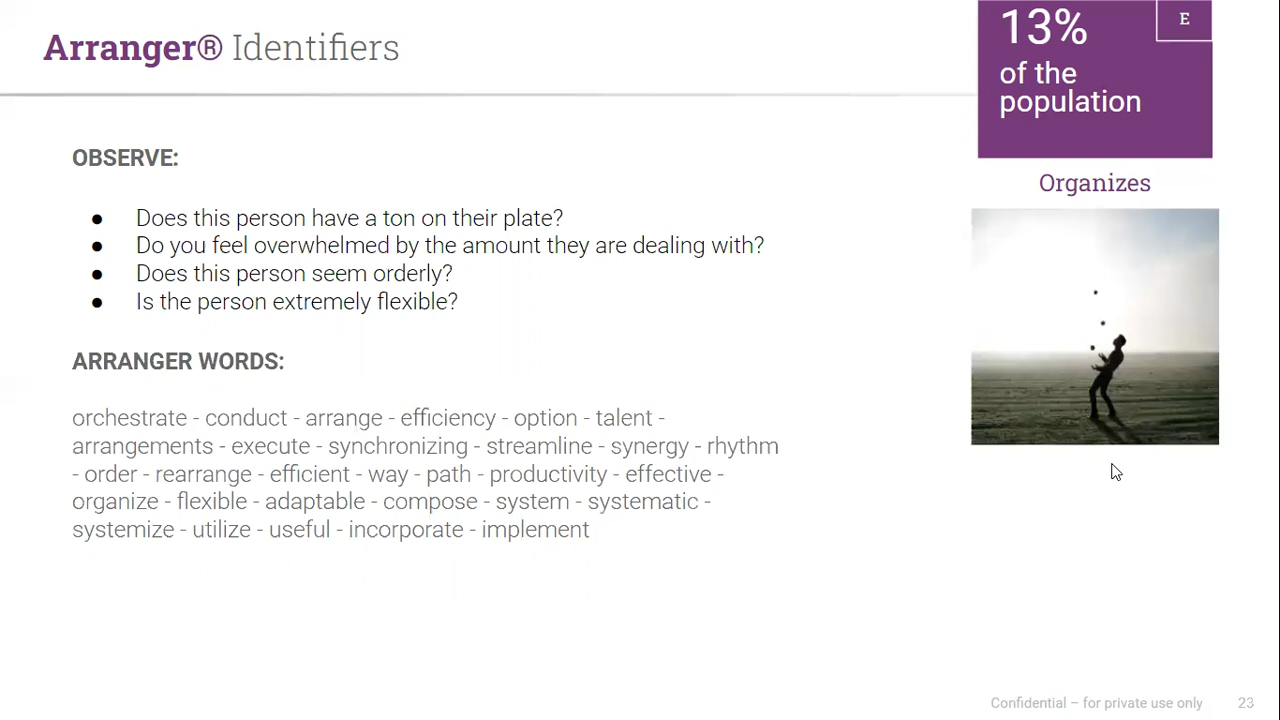 Arranger® Identifiers
13%
E
of the
population
Organizes
OBSERVE:
● Does this person have a ton on their plate?
● Do you feel overwhelmed by the amount they are dealing with?
● Does this person seem orderly?
● Is the person extremely flexible?
ARRANGER WORDS:
orchestrate - conduct - arrange - efficiency - option - talent -
arrangements - execute - synchronizing - streamline - synergy - rhythm
- order - rearrange - efficient - way - path - productivity - effective -
organize - flexible - adaptable - compose - system - systematic -
systemize - utilize - useful - incorporate - implement
Confidential – for private use only 23